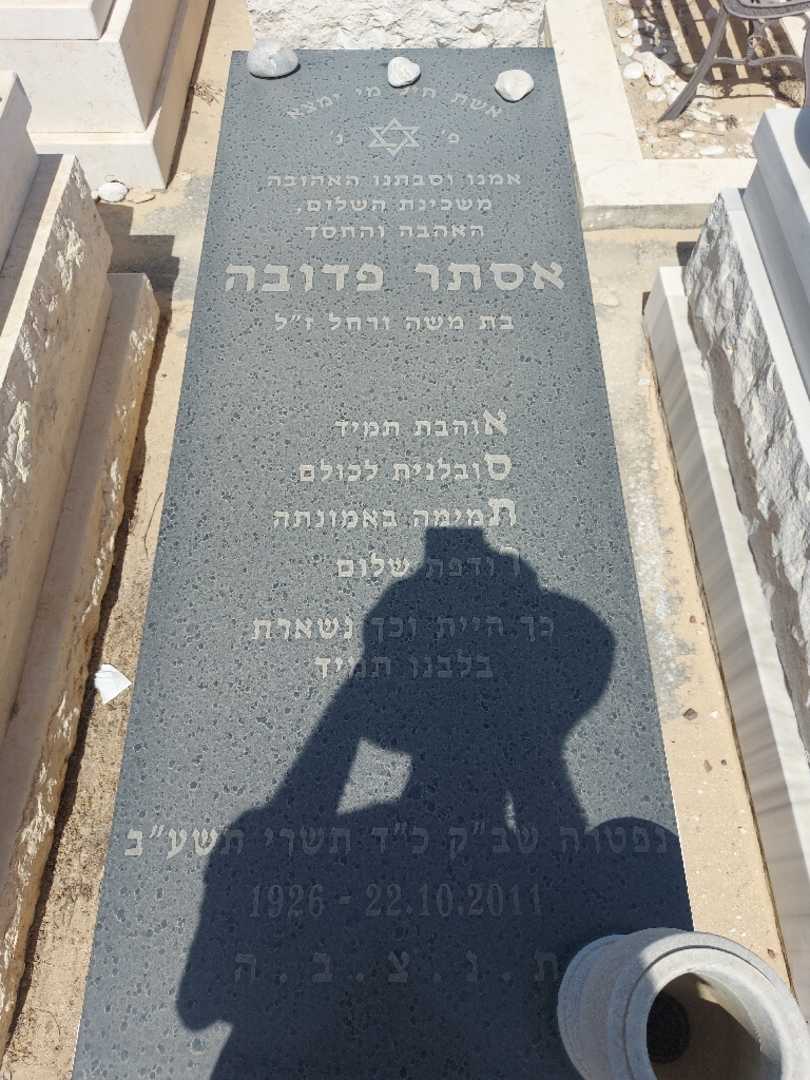 אשת חיל מי ימצא
פ' נ'
אמנו וסבתנו האהובה
משכינת השלום,
האהבה והחסד
אסתר פדובה
בת משה ורחל ז"ל
אוהבת תמיד
סובלנית לכולם
תמימה באמונתה
רודפת שלום
כך היית וכך נשארת
בלבנו תמיד
נפטרה שב"ק כ"ד תשרי תשע"ב
1926 - 22.10.2011
ת . נ . צ . ב . ה